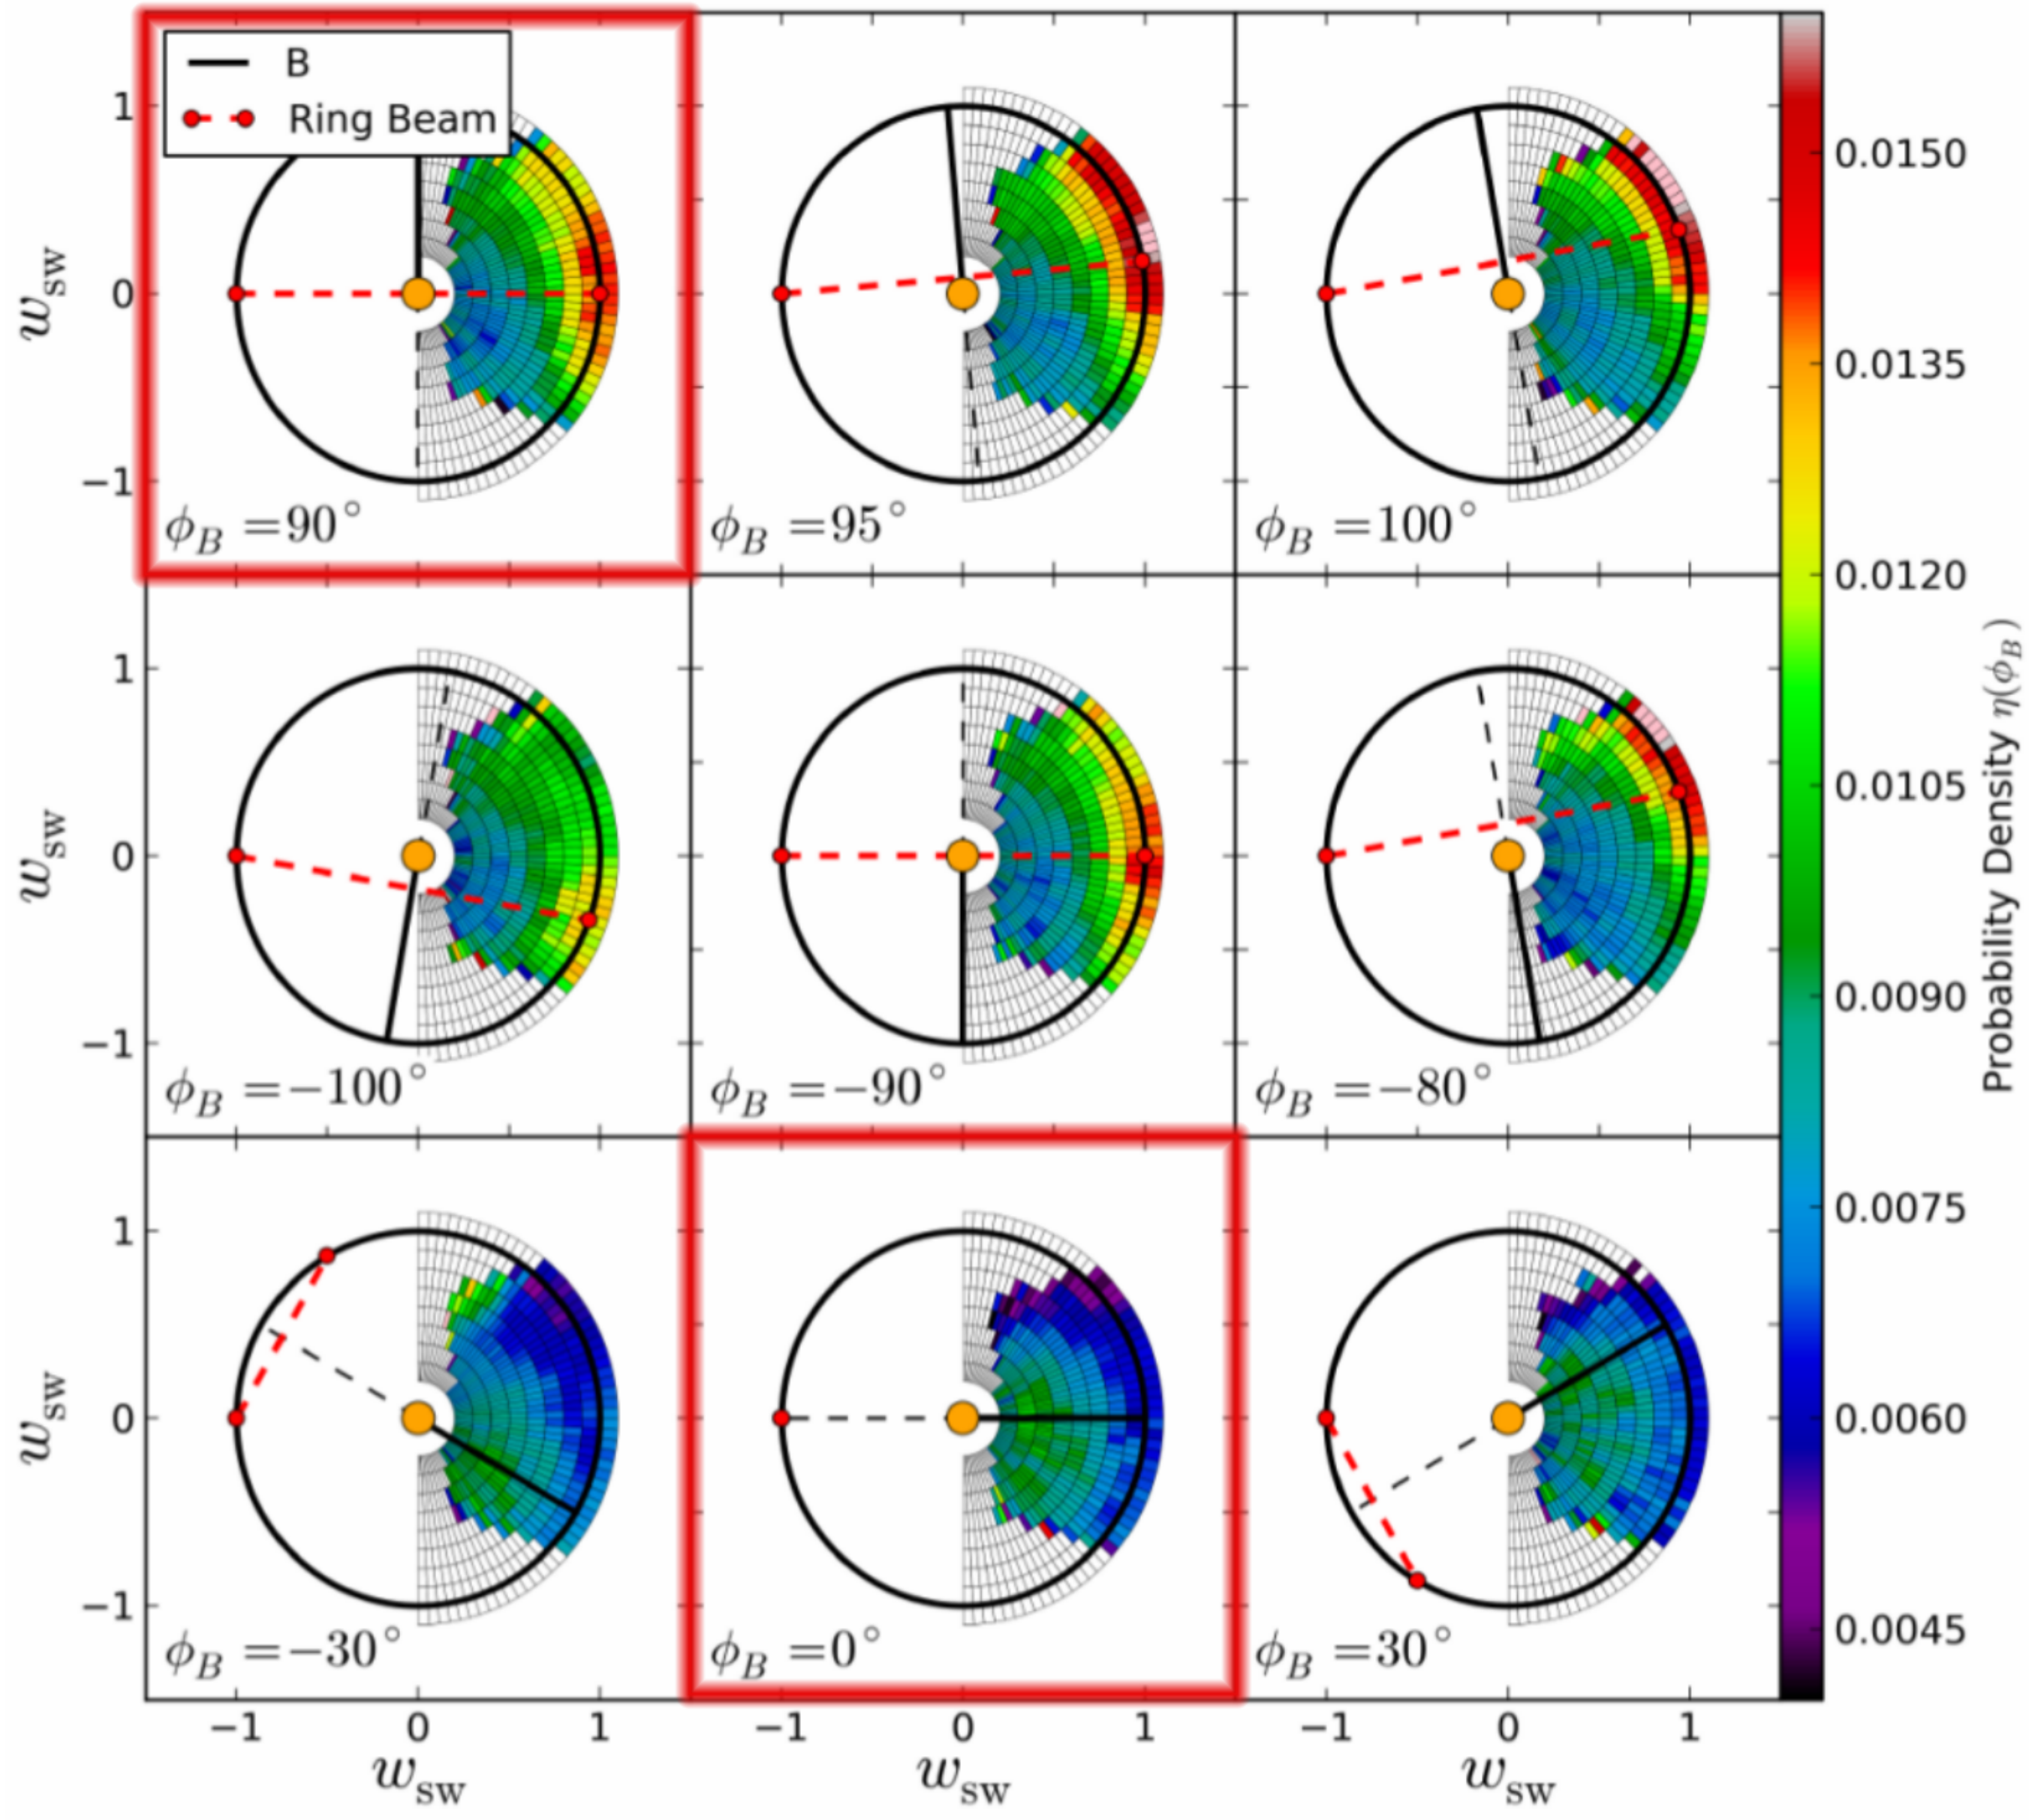 B
Ring Beam
1
0
−1
w_sw
ϕ_B =90°
ϕ_B =95°
ϕ_B =100°
1
0
−1
w_sw
ϕ_B =−100°
ϕ_B =−90°
ϕ_B =−80°
1
0
−1
w_sw
ϕ_B =−30°
ϕ_B =0°
ϕ_B =30°
−1 0 1
−1 0 1
−1 0 1
w_sw
w_sw
w_sw
0.0150
0.0135
0.0120
0.0105
0.0090
0.0075
0.0060
0.0045
Probability Density η(ϕ_B)